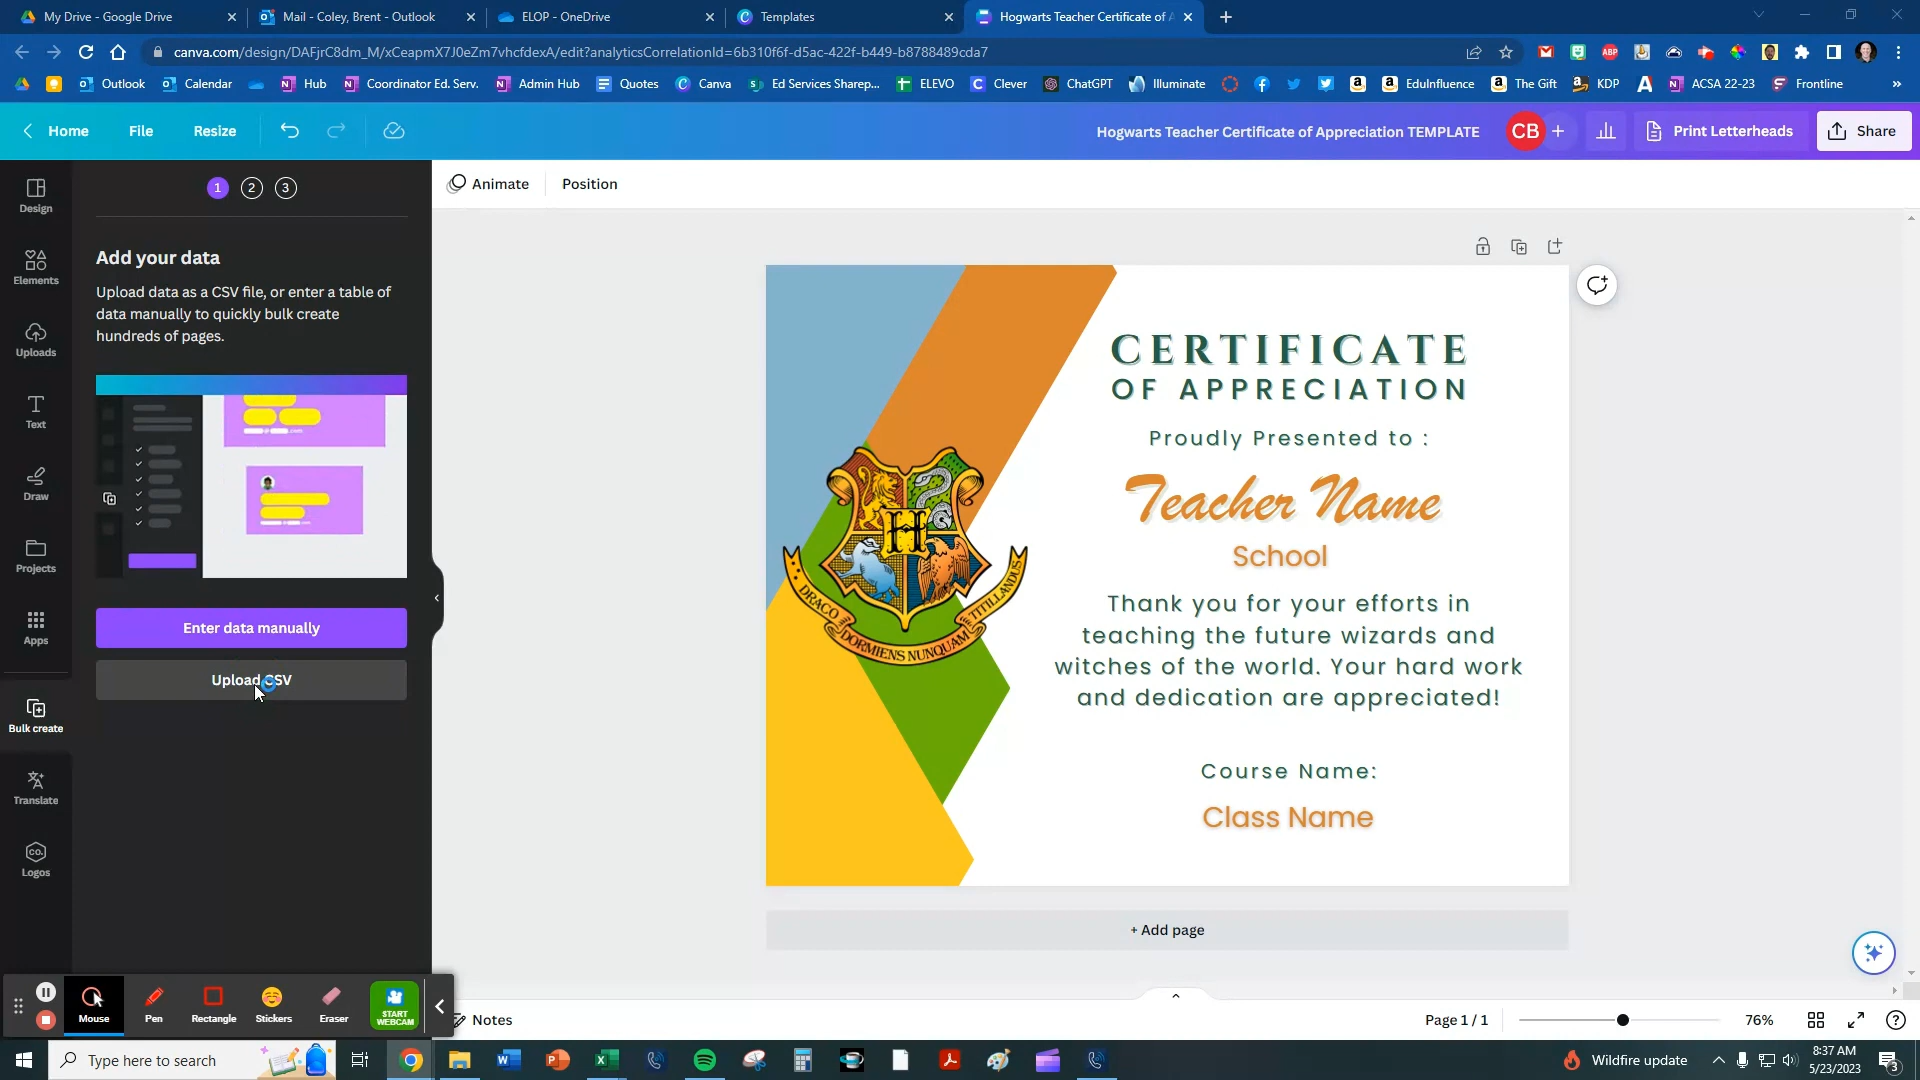 My Drive - Google Drive
Mail - Coley, Brent - Outlook
ELOP - OneDrive
Templates
Hogwarts Teacher Certificate of A
canva.com/design/DAFjrC8dm_M/xCeapmX7J0eZm7vhcfdexA/edit?analyticsCorrelationId=6b310f6f-d5ac-422f-b449-b8788489cda7
ABP
Outlook
Calendar
Hub
Coordinator Ed. Serv.
Admin Hub
Quotes
Canva
Ed Services Sharep...
ELEVO
Clever
ChatGPT
Illuminate
EduInfluence
The Gift
KDP
ACSA 22-23
Frontline
Home
File
Resize
Hogwarts Teacher Certificate of Appreciation TEMPLATE
CB
Print Letterheads
Share
Design
Elements
Uploads
Text
Draw
Projects
Apps
Bulk create
Translate
CO.
Logos
1
2
3
Add your data
Upload data as a CSV file, or enter a table of
data manually to quickly bulk create
hundreds of pages.
Enter data manually
Upload CSV
Animate
Position
CERTIFICATE
OF APPRECIATION
Proudly Presented to :
Teacher Name
School
Thank you for your efforts in
teaching the future wizards and
witches of the world. Your hard work
and dedication are appreciated!
Course Name:
Class Name
H
DRACO DORMIENS NUNQUAM TITILLANDUS
+ Add page
Mouse
Pen
Rectangle
Stickers
Eraser
START
WEBCAM
Notes
Page 1 / 1
76%
Type here to search
Wildfire update
8:37 AM
5/23/2023
3